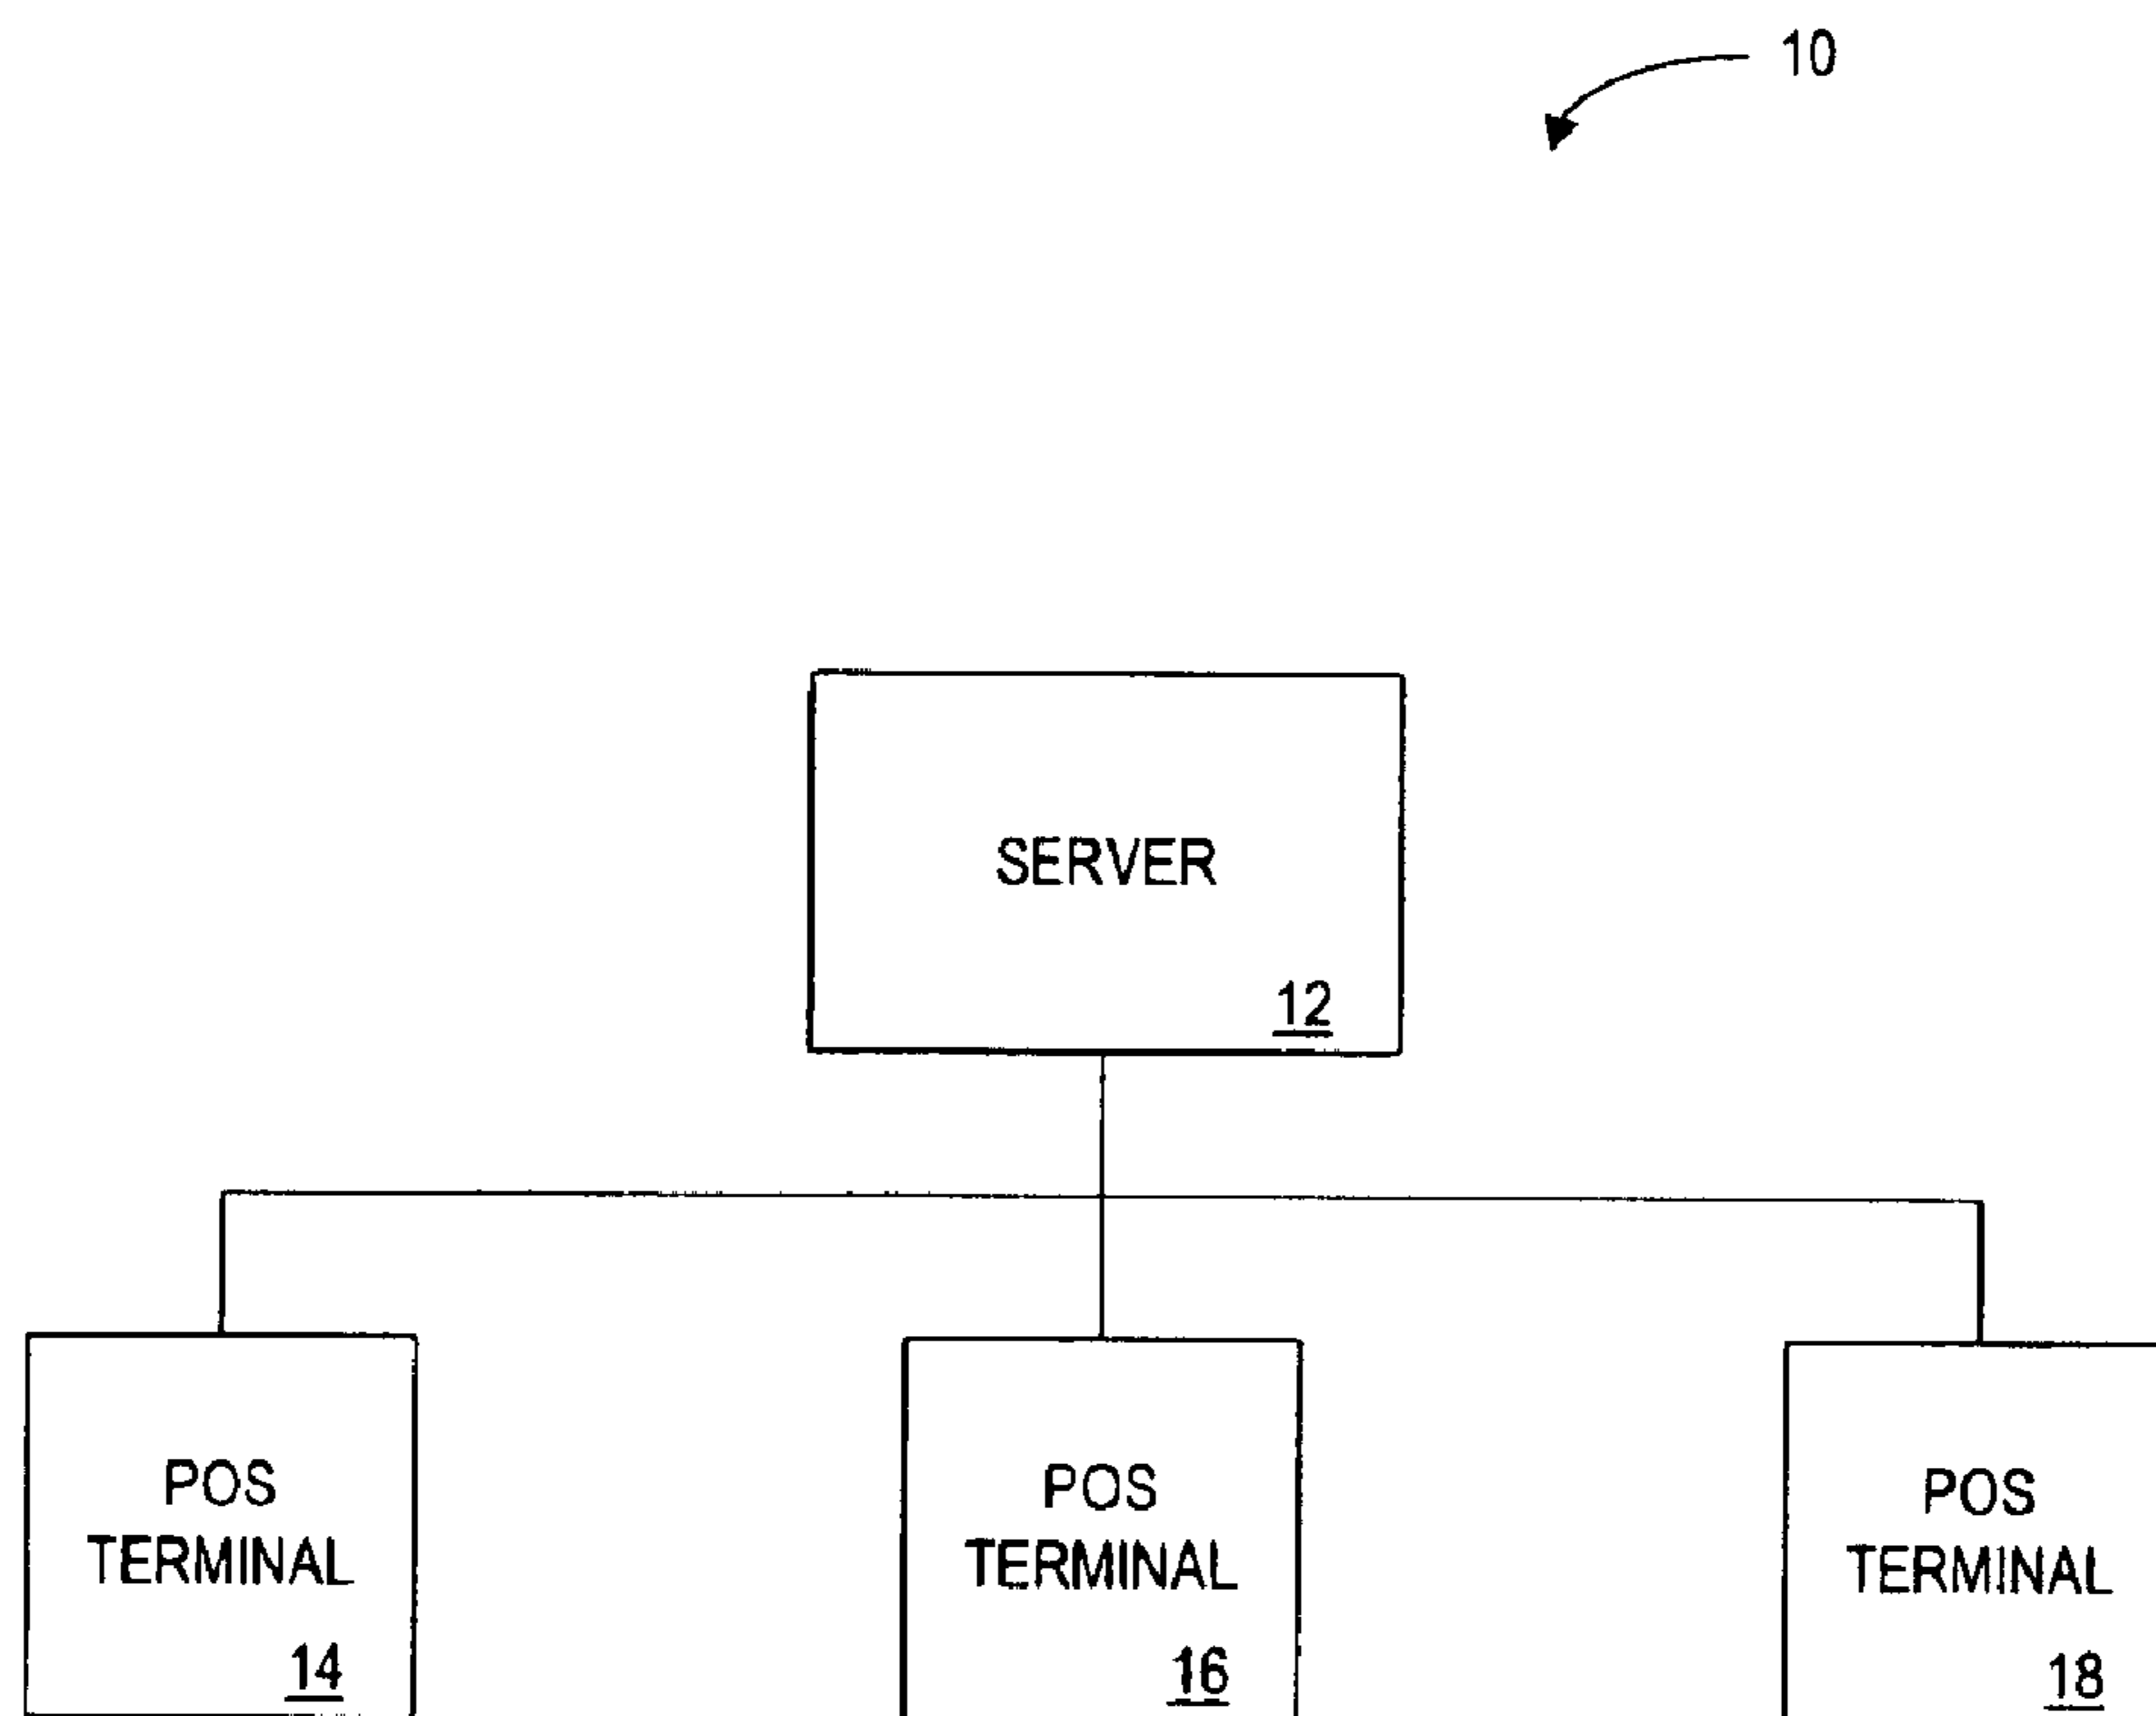 10
SERVER
12
POS
TERMINAL
14
POS
TERMINAL
16
POS
TERMINAL
18